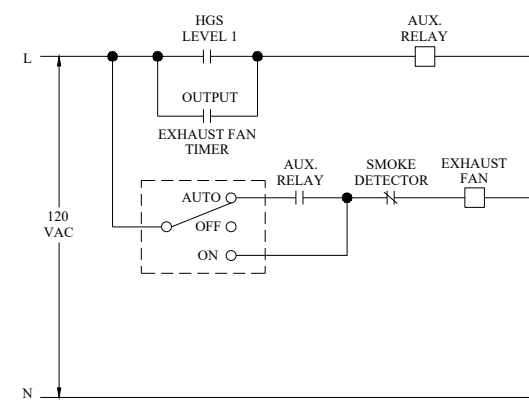 HGS
LEVEL 1
AUX.
RELAY
L
OUTPUT
EXHAUST FAN
TIMER
AUX.
RELAY
SMOKE
DETECTOR
EXHAUST
FAN
AUTO
OFF
ON
120
VAC
N